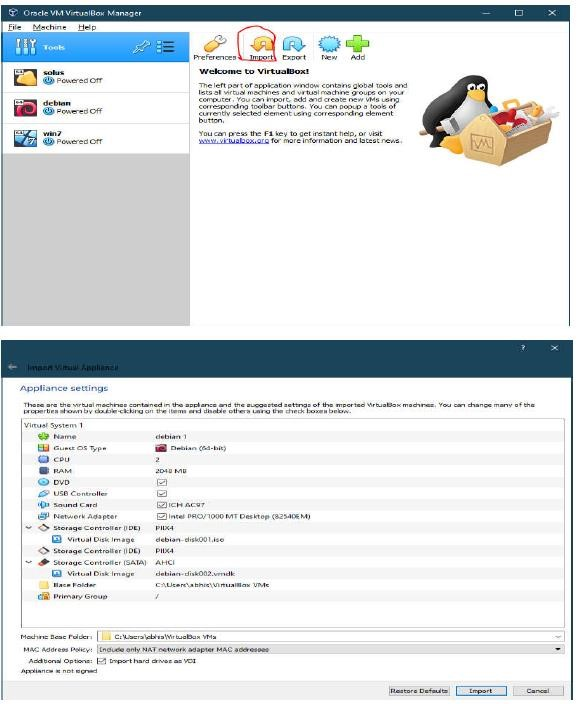 Oracle VM VirtualBox Manager
File Machine Help
Tools
solus
Powered Off
debian
Powered Off
win7
Powered Off
Preferences Import Export New Add
Welcome to VirtualBox!
The left part of application window contains global tools and
lists all virtual machines and virtual machine groups on your
computer. You can import, add and create new VMs using
corresponding toolbar buttons. You can popup a tools of
currently selected element using corresponding element
button.
You can press the F1 key to get instant help, or visit
www.virtualbox.org for more information and latest news.
Import Virtual Appliance
Appliance settings
These are the virtual machines contained in the appliance and the suggested settings of the imported VirtualBox machines. You can change many of the
properties shown by double-clicking on the items and disable others using the check boxes below.
Virtual System 1
Name debian 1
Guest OS Type Debian (64-bit)
CPU 2
RAM 2048 MB
DVD
USB Controller
Sound Card ICH AC97
Network Adapter Intel PRO/1000 MT Desktop (82540EM)
Storage Controller (IDE) PIIX4
Virtual Disk Image debian-disk001.iso
Storage Controller (IDE) PIIX4
Storage Controller (SATA) AHCI
Virtual Disk Image debian-disk002.vmdk
Base Folder C:\Users\abhis\VirtualBox VMs
Primary Group /
Machine Base Folder: C:\Users\abhis\VirtualBox VMs
MAC Address Policy: Include only NAT network adapter MAC addresses
Additional Options: Import hard drives as VDI
Appliance is not signed
Restore Defaults Import Cancel